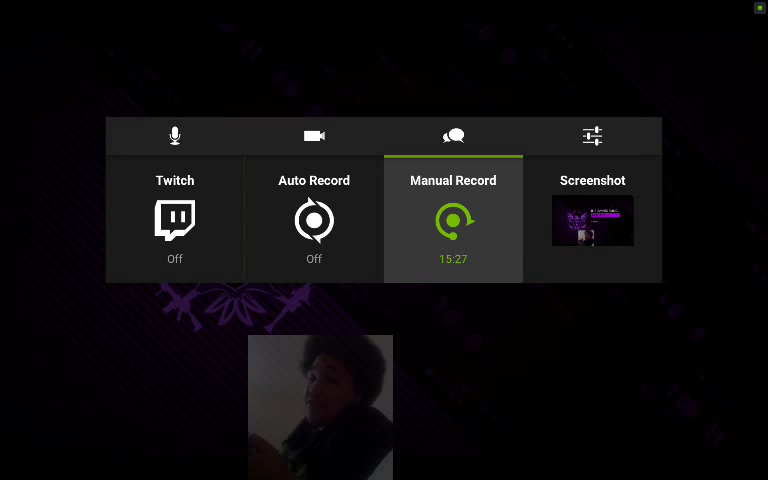 Twitch
Auto Record
Manual Record
Screenshot
Off
Off
15:27